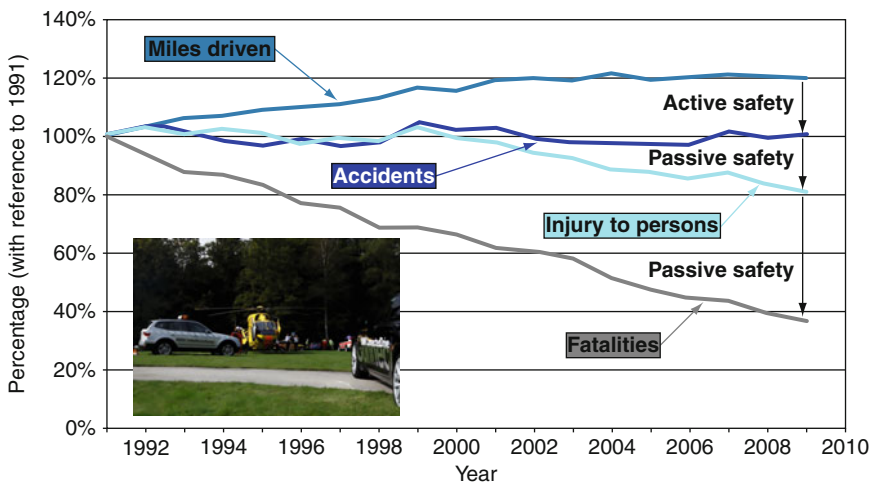 140%
120%
100%
80%
60%
40%
20%
0%
Percentage (with reference to 1991)
Miles driven
Active safety
Passive safety
Accidents
Injury to persons
Passive safety
Fatalities
1992 1994 1996 1998 2000 2002 2004 2006 2008 2010
Year